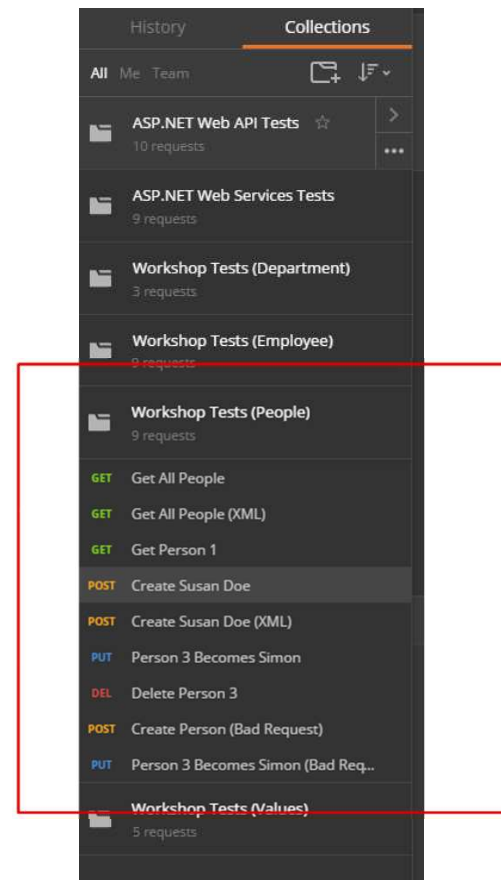 History Collections
All Me Team
ASP.NET Web API Tests
10 requests
ASP.NET Web Services Tests
9 requests
Workshop Tests (Department)
3 requests
Workshop Tests (Employee)
9 requests
Workshop Tests (People)
9 requests
GET Get All People
GET Get All People (XML)
GET Get Person 1
POST Create Susan Doe
POST Create Susan Doe (XML)
PUT Person 3 Becomes Simon
DEL Delete Person 3
POST Create Person (Bad Request)
PUT Person 3 Becomes Simon (Bad Req...
Workshop Tests (Values)
5 requests